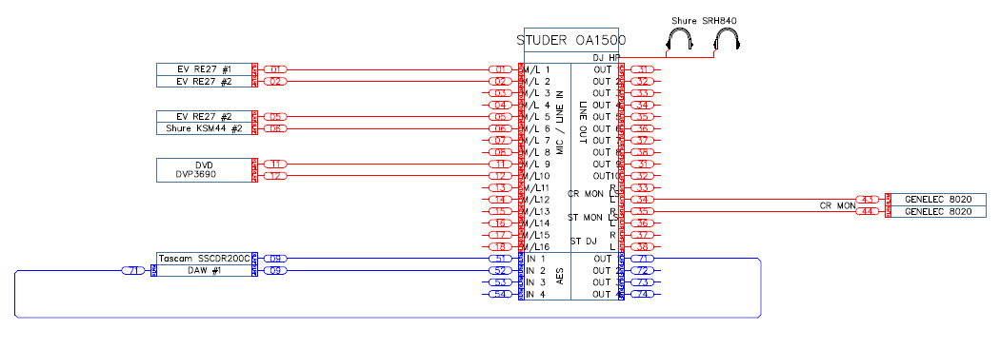 Shure SRH840
STUDER OA1500
DJ HP
EV RE27 #1 01 01 M/L 1 OUT 1 31
EV RE27 #2 02 02 M/L 2 OUT 2 32
03 M/L 3 OUT 3 33
04 M/L 4 OUT 4 34
EV RE27 #2 05 05 M/L 5 OUT 5 35
Shure KSM44 #2 06 06 M/L 6 OUT 6 36
07 M/L 7 OUT 7 37
08 M/L 8 OUT 8 38
DVD 11 11 M/L 9 OUT 9 31
DVP3690 12 12 M/L10 OUT10 32
MIC / LINE IN
LINE OUT
13 M/L11 R 33
CR MON LS
14 M/L12 L 34 CR MON 43 GENELEC 8020
15 M/L13 R 35 44 GENELEC 8020
ST MON LS
16 M/L14 L 36
17 M/L15 R 37
ST DJ
18 M/L16 L 38
Tascam SSCDR200C 09 51 IN 1 OUT 1 71
71 DAW #1 09 52 IN 2 OUT 2 72
AES
53 IN 3 OUT 3 73
54 IN 4 OUT 4 74